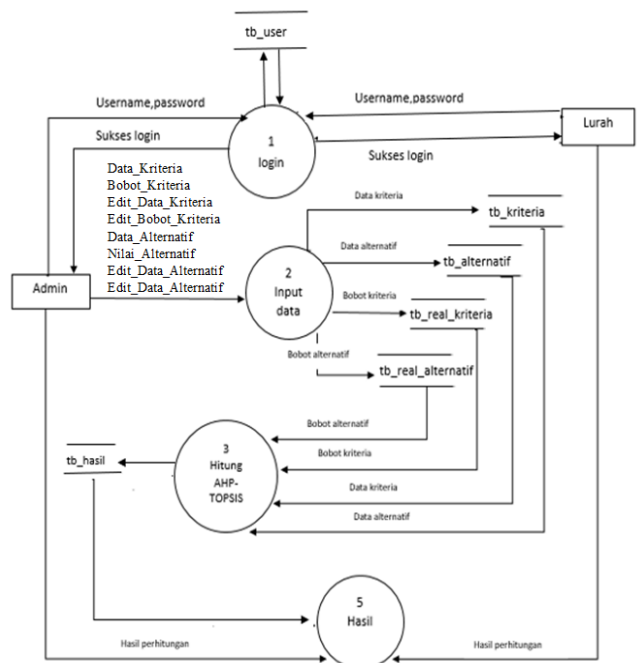 tb_user
Username,password
Username,password
Lurah
Sukses login
1
login
Sukses login
Data_Kriteria
Bobot_Kriteria
Edit_Data_Kriteria
Edit_Bobot_Kriteria
Data_Alternatif
Nilai_Alternatif
Edit_Data_Alternatif
Edit_Data_Alternatif
Admin
2
Input
data
Data kriteria
tb_kriteria
Data alternatif
tb_alternatif
Bobot kriteria
tb_real_kriteria
Bobot alternatif
tb_real_alternatif
Bobot alternatif
Bobot kriteria
Data kriteria
Data alternatif
3
Hitung
AHP-
TOPSIS
tb_hasil
5
Hasil
Hasil perhitungan
Hasil perhitungan